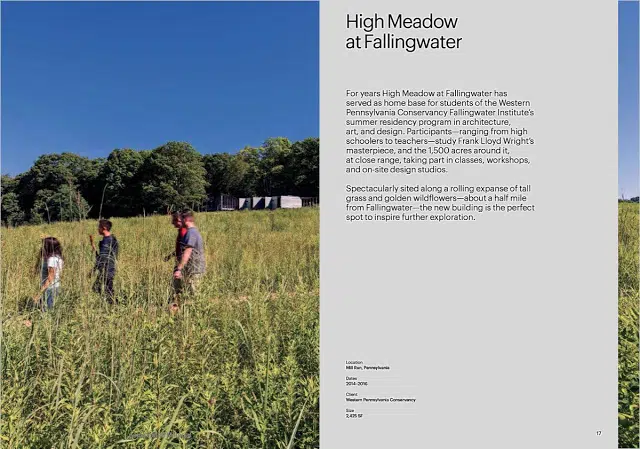 High Meadow
at Fallingwater
For years High Meadow at Fallingwater has
served as home base for students of the Western
Pennsylvania Conservancy Fallingwater Institute's
summer residency program in architecture,
art, and design. Participants—ranging from high
schoolers to teachers—study Frank Lloyd Wright's
masterpiece, and the 1,500 acres around it,
at close range, taking part in classes, workshops,
and on-site design studios.
Spectacularly sited along a rolling expanse of tall
grass and golden wildflowers—about a half mile
from Fallingwater—the new building is the perfect
spot to inspire further exploration.
Location
Mill Run, Pennsylvania
Dates
2014–2016
Client
Western Pennsylvania Conservancy
Size
2,475 SF
17